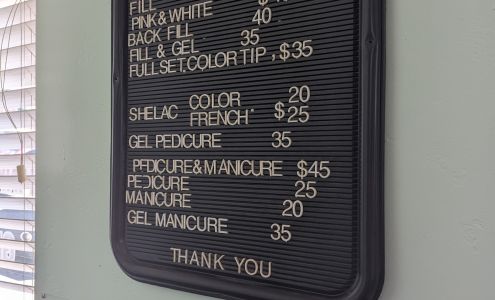 FILL
PINK & WHITE 40
BACK FILL
FILL & GEL 35
FULL SET, COLOR TIP, $35
SHELAC COLOR $20
FRENCH $25
GEL PEDICURE 35
PEDICURE & MANICURE $45
PEDICURE 25
MANICURE 20
GEL MANICURE 35
THANK YOU